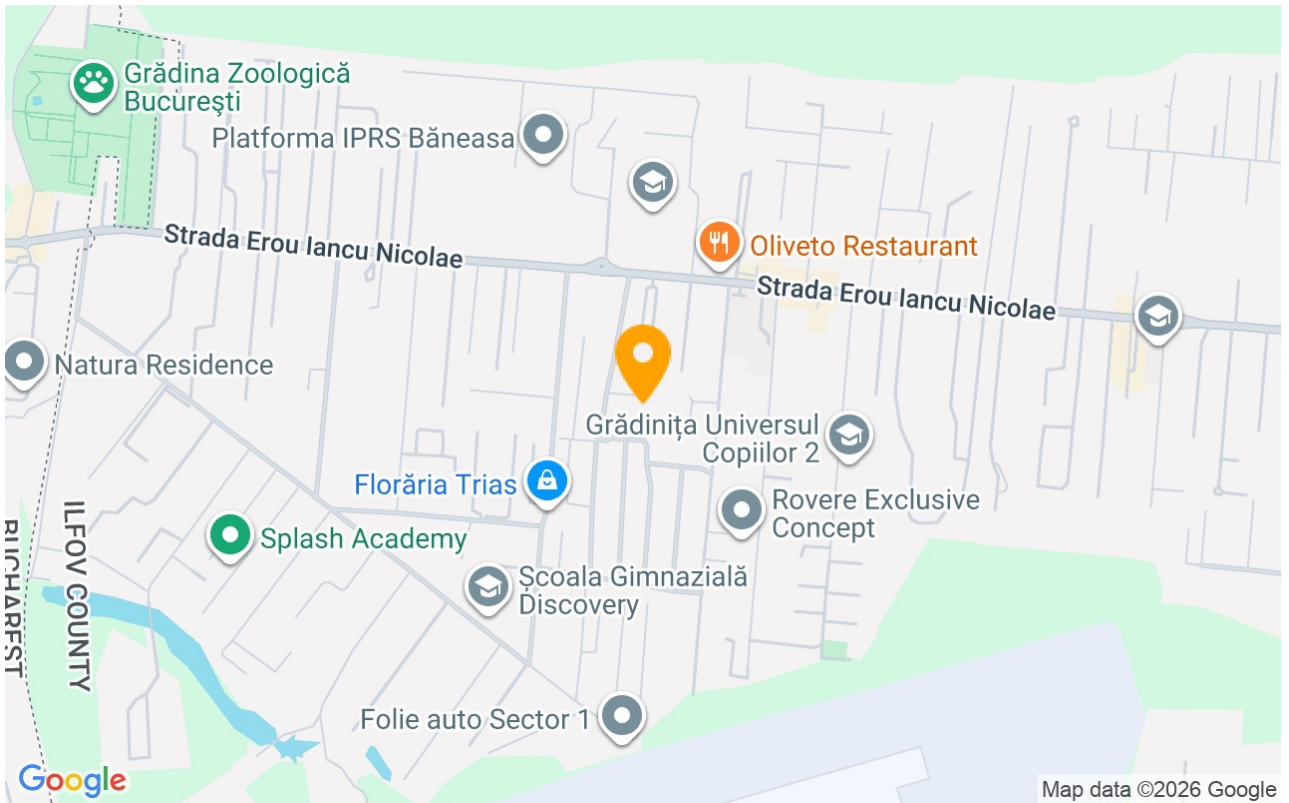 Grădina Zoologică
București
Platforma IPRS Băneasa
Strada Erou Iancu Nicolae
Oliveto Restaurant
Strada Erou Iancu Nicolae
Natura Residence
Grădinița Universul
Copiilor 2
Florăria Trias
Rovere Exclusive
Concept
Splash Academy
Școala Gimnazială
Discovery
ILFOV COUNTY
BUCHAREST
Folie auto Sector 1
Google
Map data ©2026 Google